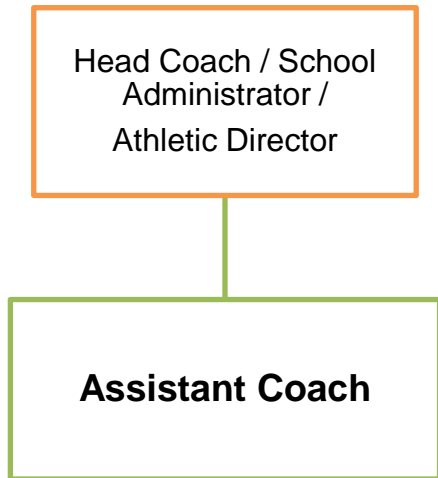 Head Coach / School
Administrator /
Athletic Director
Assistant Coach